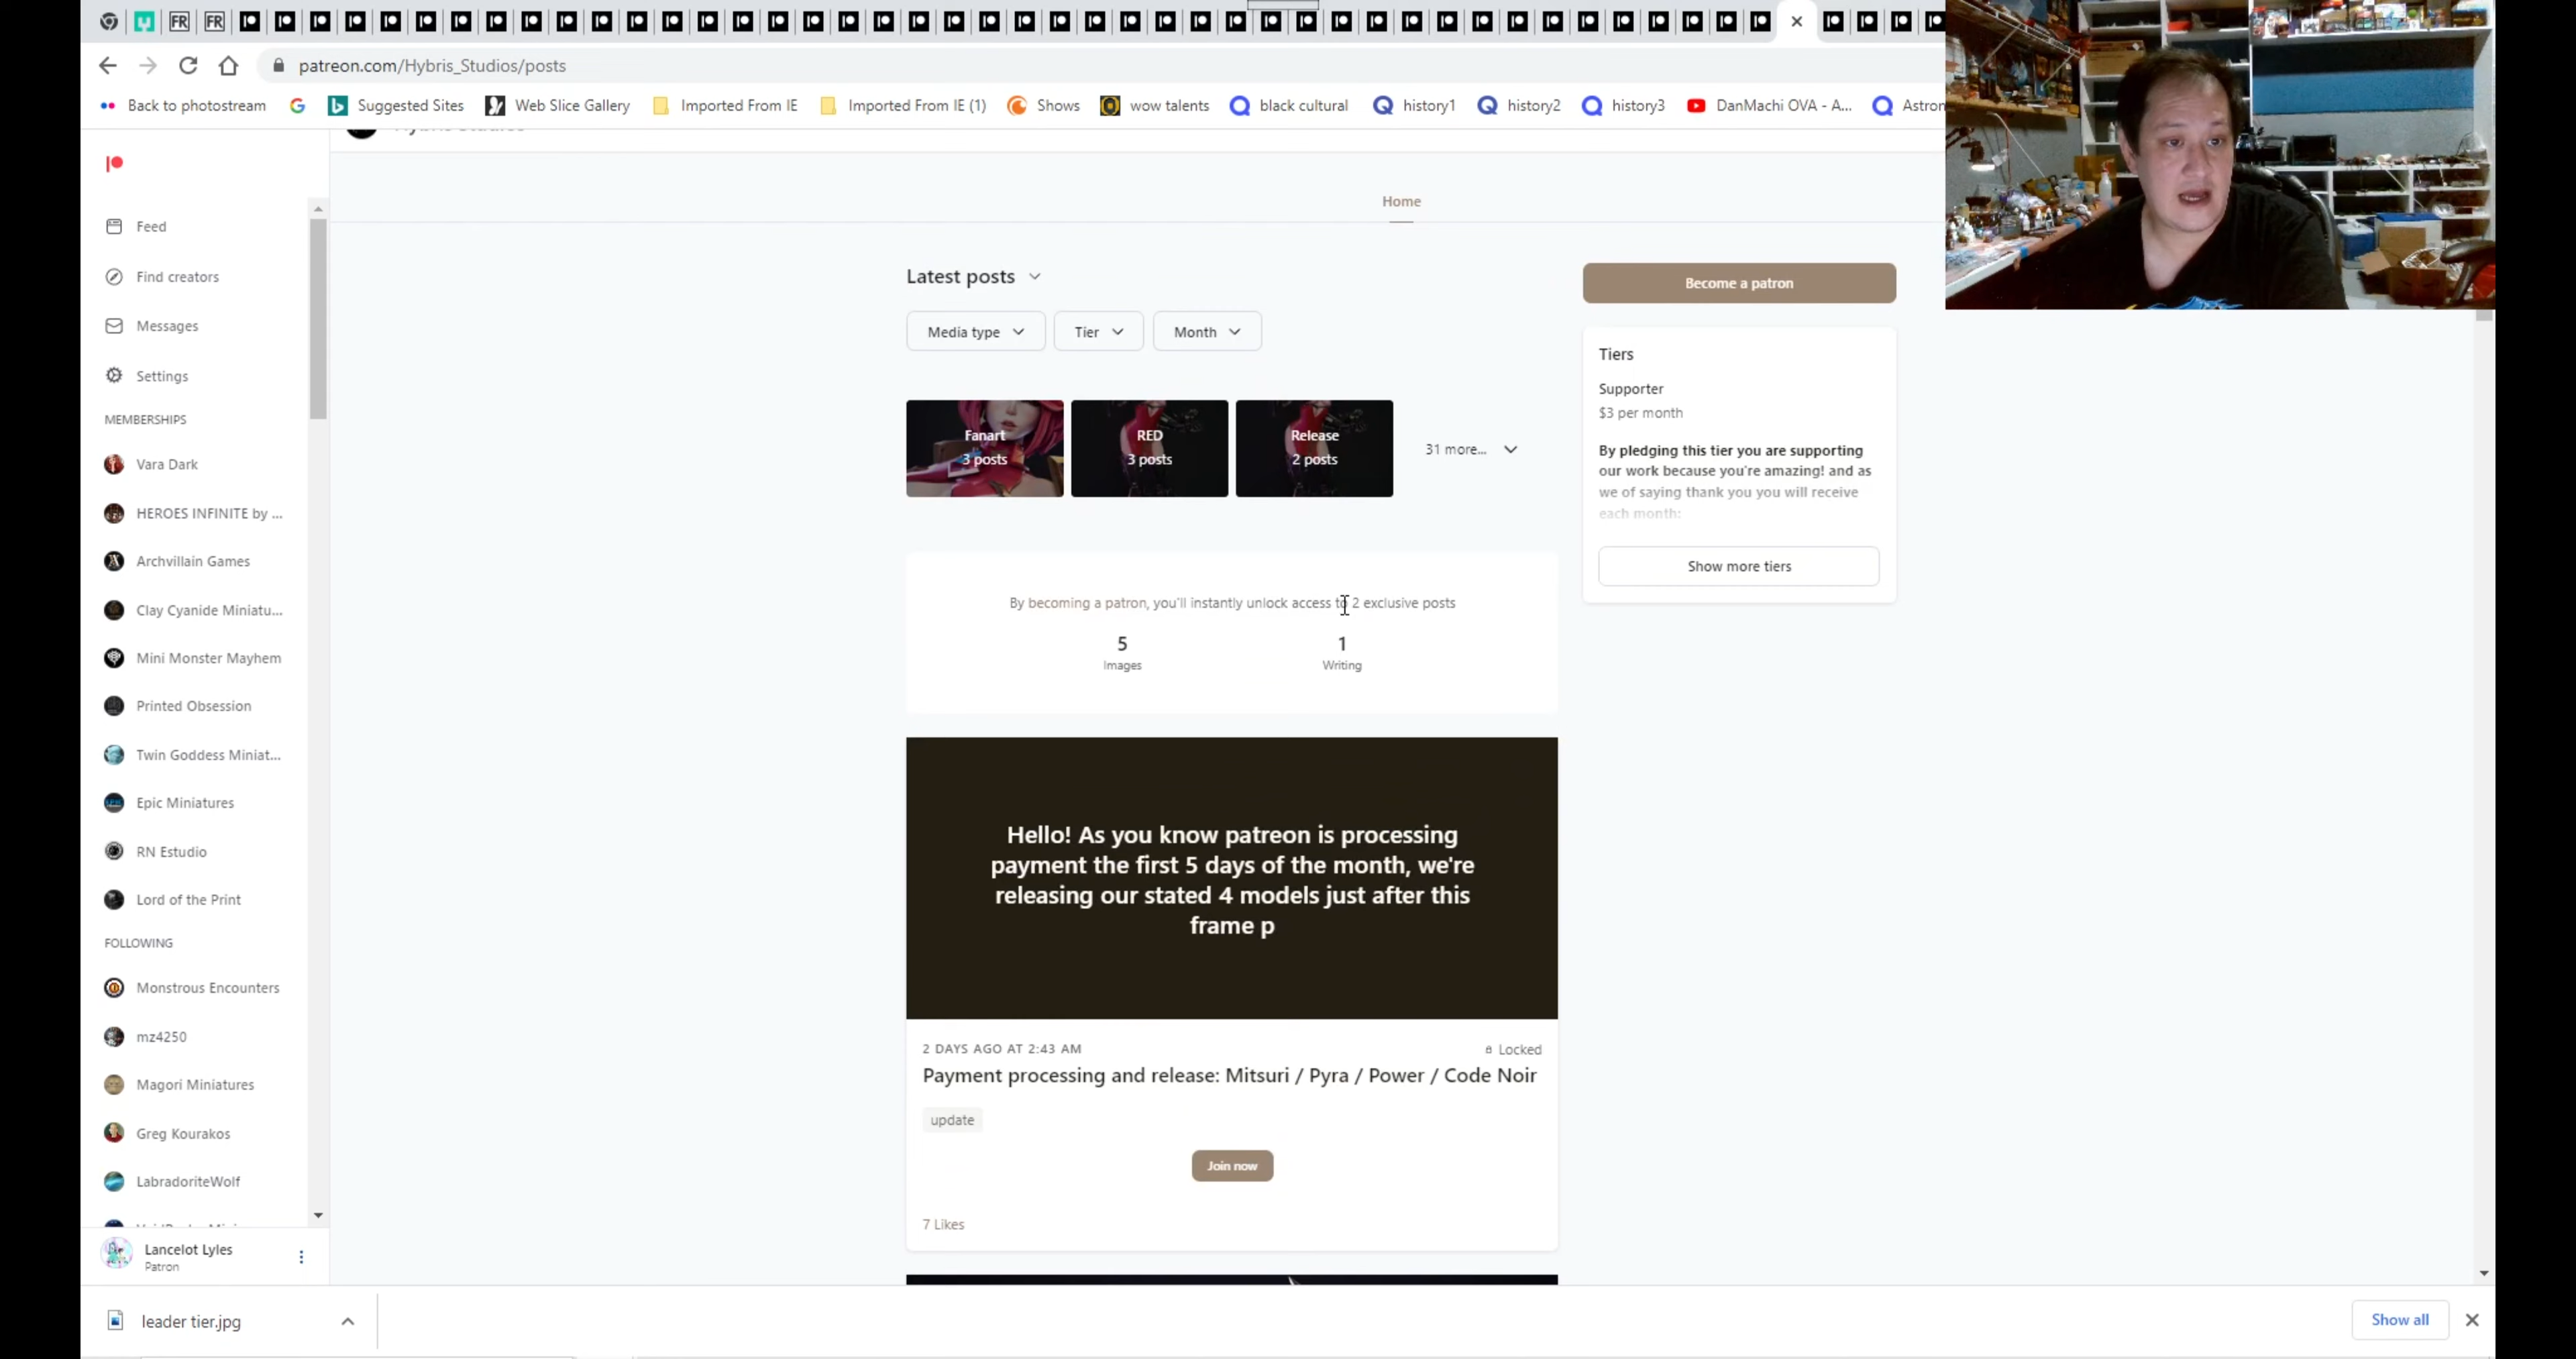 FR
FR
patreon.com/Hybris_Studios/posts
Back to photostream
Suggested Sites
Web Slice Gallery
Imported From IE
Imported From IE (1)
Shows
wow talents
black cultural
history1
history2
history3
DanMachi OVA - A...
Astron
Hybris Studios
Feed
Find creators
Messages
Settings
MEMBERSHIPS
Vara Dark
HEROES INFINITE by ...
Archvillain Games
Clay Cyanide Miniatu...
Mini Monster Mayhem
Printed Obsession
Twin Goddess Miniat...
Epic Miniatures
RN Estudio
Lord of the Print
FOLLOWING
Monstrous Encounters
mz4250
Magori Miniatures
Greg Kourakos
LabradoriteWolf
Lancelot Lyles
Patron
Home
Latest posts
Media type
Tier
Month
Fanart
3 posts
RED
3 posts
Release
2 posts
31 more...
By becoming a patron, you'll instantly unlock access to 2 exclusive posts
5
Images
1
Writing
Hello! As you know patreon is processing
payment the first 5 days of the month, we're
releasing our stated 4 models just after this
frame p
2 DAYS AGO AT 2:43 AM
Locked
Payment processing and release: Mitsuri / Pyra / Power / Code Noir
update
Join now
7 Likes
Become a patron
Tiers
Supporter
$3 per month
By pledging this tier you are supporting
our work because you're amazing! and as
we of saying thank you you will receive
each month:
Show more tiers
leader tier.jpg
Show all